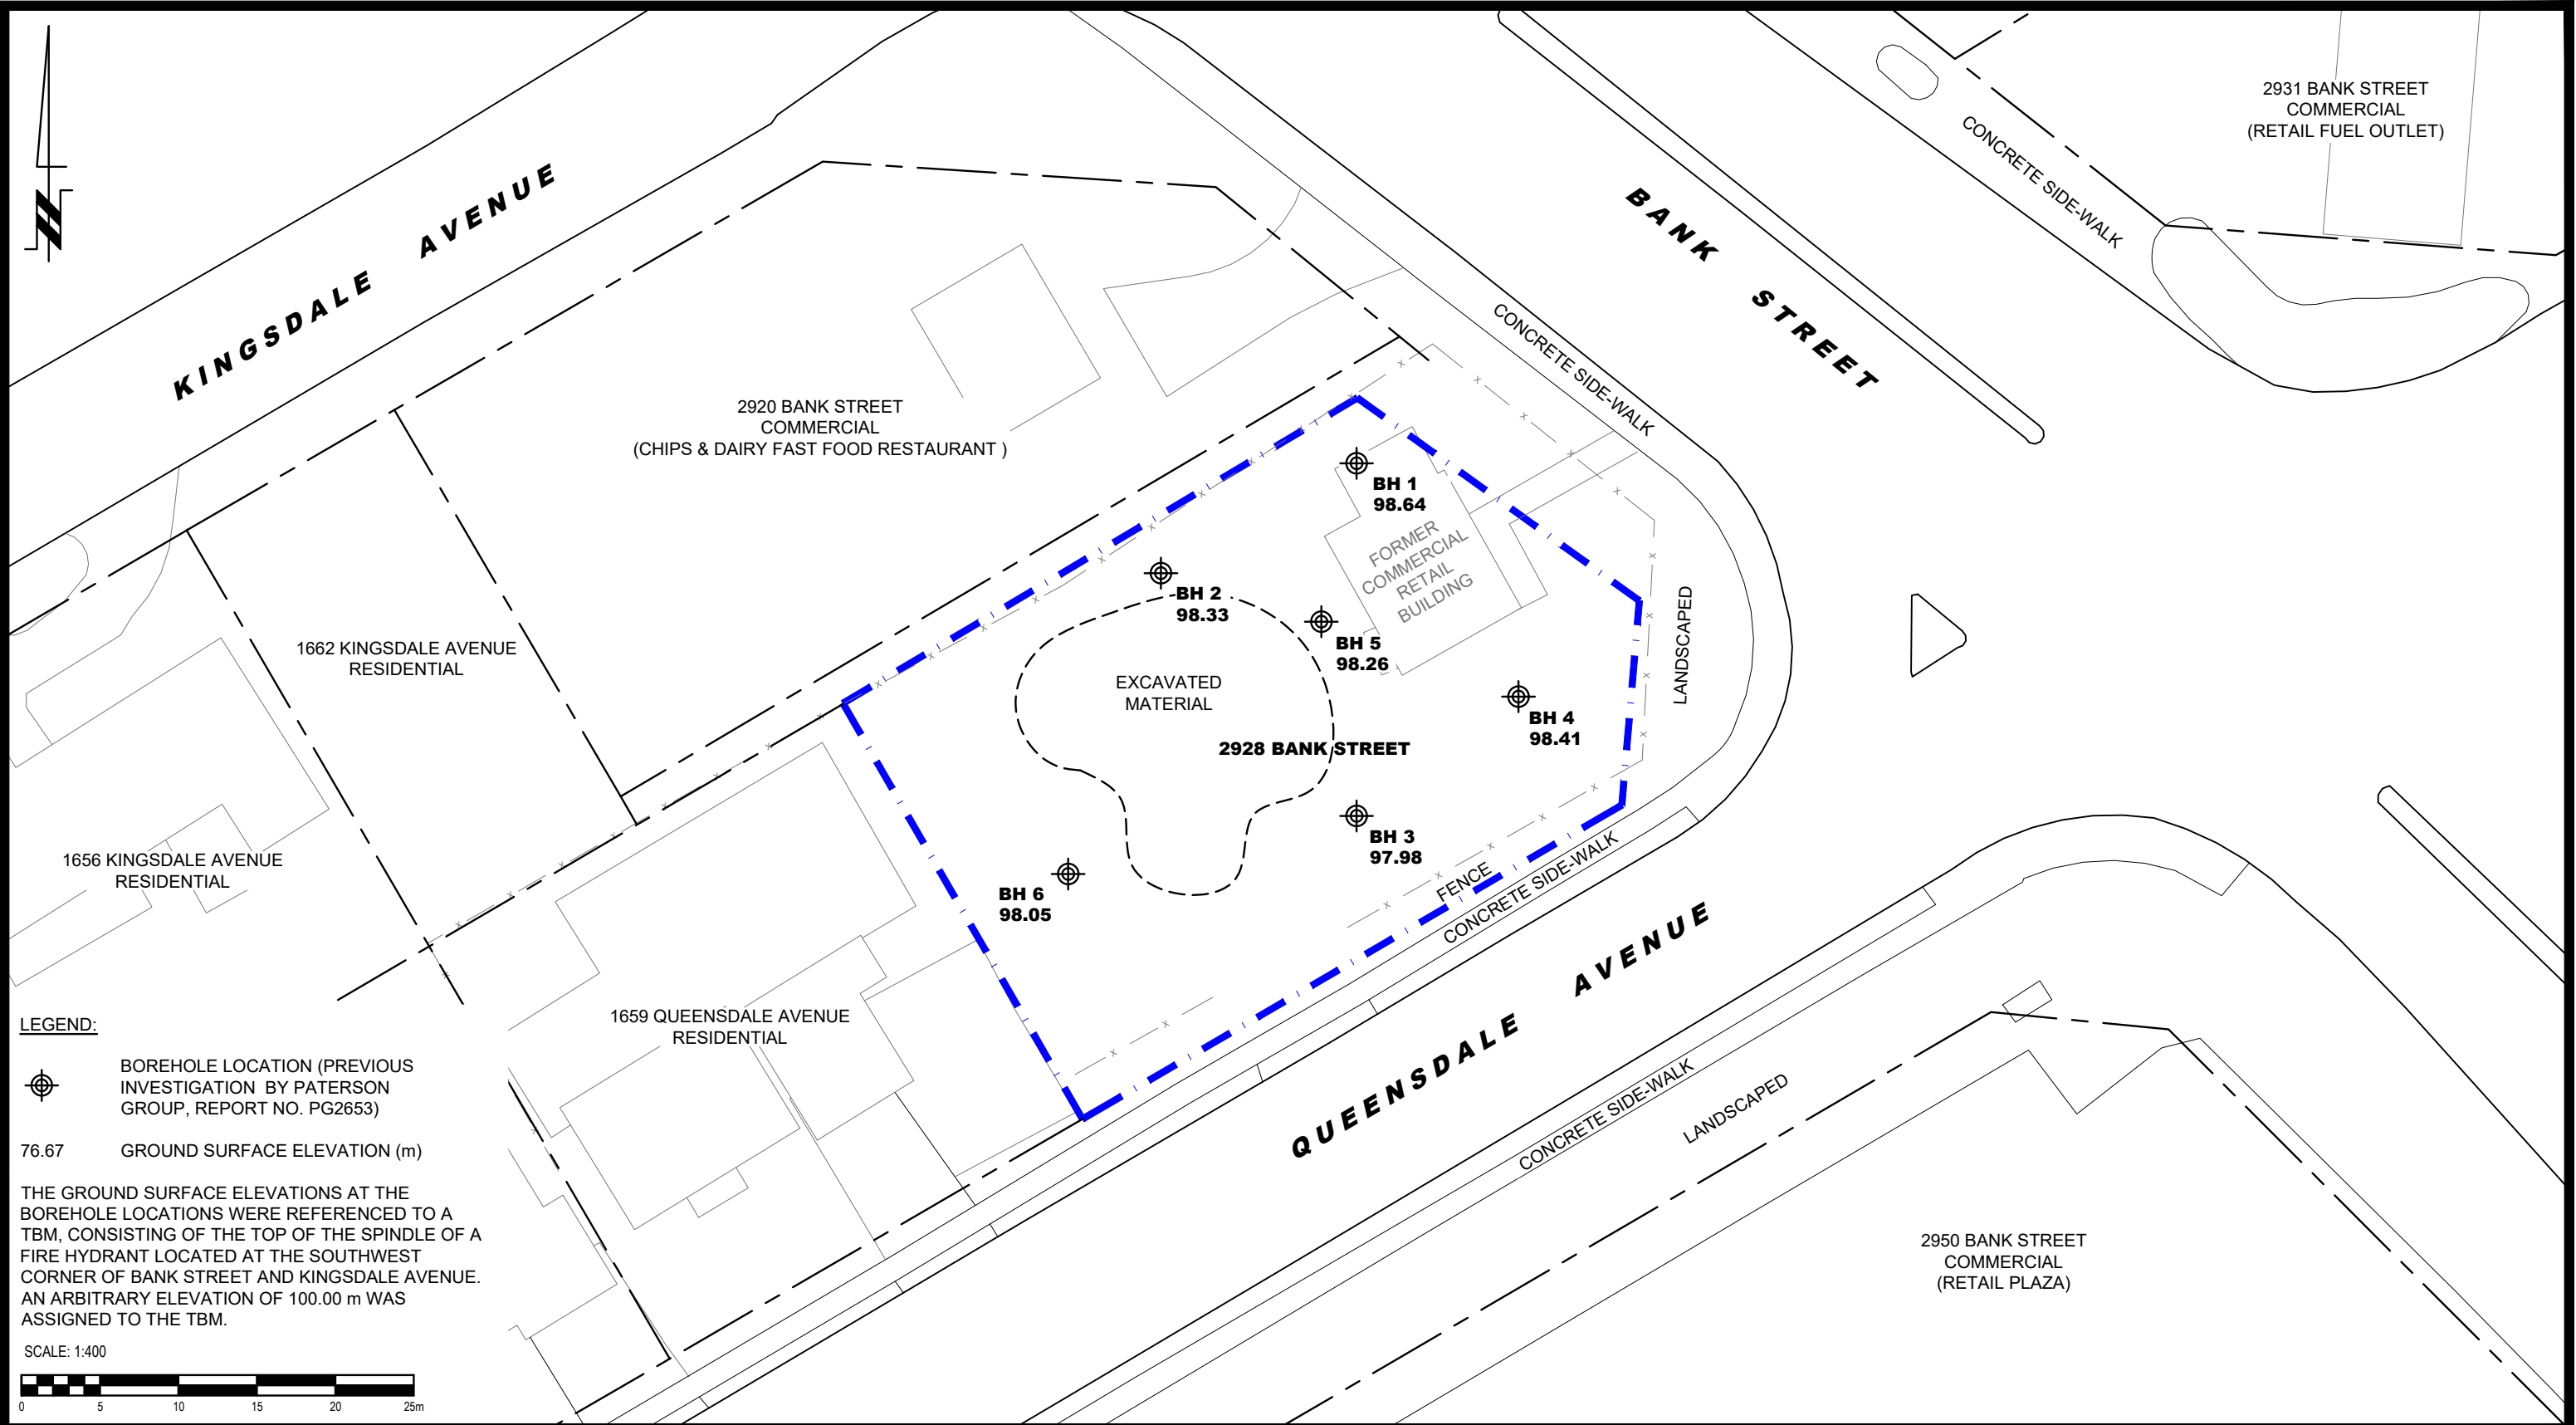 2931 BANK STREET
COMMERCIAL
(RETAIL FUEL OUTLET)
CONCRETE SIDE-WALK
KINGSDALE AVENUE
BANK STREET
CONCRETE SIDE-WALK
2920 BANK STREET
COMMERCIAL
(CHIPS & DAIRY FAST FOOD RESTAURANT )
BH 1
98.64
FORMER
COMMERCIAL
RETAIL
BUILDING
BH 2
98.33
BH 5
98.26
LANDSCAPED
1662 KINGSDALE AVENUE
RESIDENTIAL
EXCAVATED
MATERIAL
BH 4
98.41
2928 BANK STREET
BH 3
97.98
1656 KINGSDALE AVENUE
RESIDENTIAL
BH 6
98.05
FENCE
CONCRETE SIDE-WALK
QUEENSDALE AVENUE
1659 QUEENSDALE AVENUE
RESIDENTIAL
CONCRETE SIDE-WALK
LANDSCAPED
2950 BANK STREET
COMMERCIAL
(RETAIL PLAZA)
LEGEND:
BOREHOLE LOCATION (PREVIOUS
INVESTIGATION BY PATERSON
GROUP, REPORT NO. PG2653)
76.67 GROUND SURFACE ELEVATION (m)
THE GROUND SURFACE ELEVATIONS AT THE
BOREHOLE LOCATIONS WERE REFERENCED TO A
TBM, CONSISTING OF THE TOP OF THE SPINDLE OF A
FIRE HYDRANT LOCATED AT THE SOUTHWEST
CORNER OF BANK STREET AND KINGSDALE AVENUE.
AN ARBITRARY ELEVATION OF 100.00 m WAS
ASSIGNED TO THE TBM.
SCALE: 1:400
0 5 10 15 20 25m